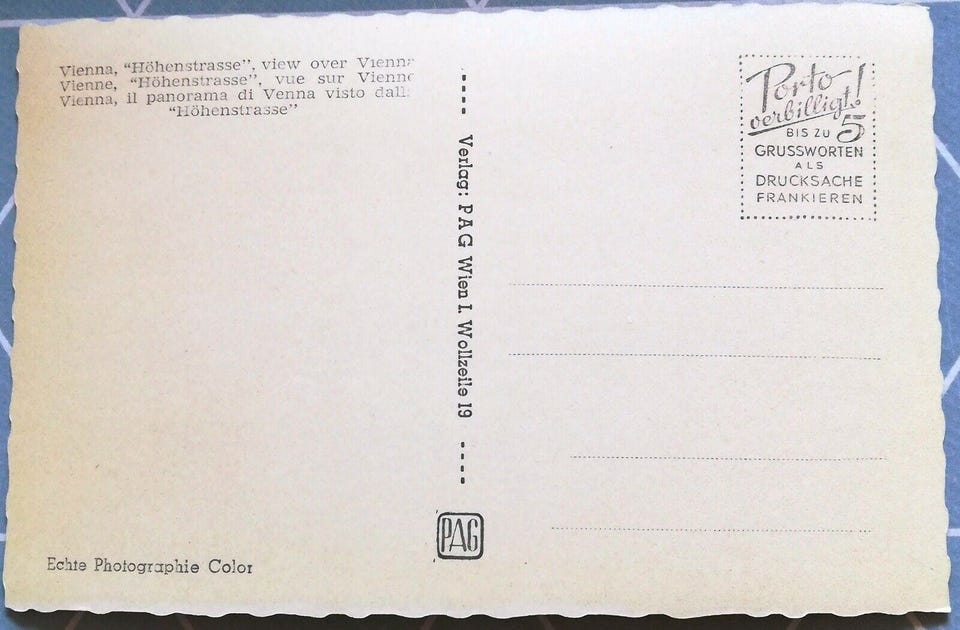 Vienna, “Höhenstrasse”, view over Vienna
Vienne, “Höhenstrasse”, vue sur Vienne
Vienna, il panorama di Venna visto dall
“Höhenstrasse”
Porto
verbilligt!
BIS ZU 5
GRUSSWORTEN
ALS
DRUCKSACHE
FRANKIEREN
Verlag: PAG Wien I. Wollzeile 19
PAG
Echte Photographie Color